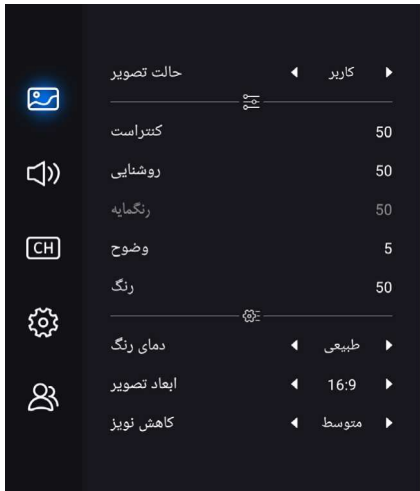 حالت تصویر کاربر
کنتراست 50
روشنایی 50
رنگمایه 50
وضوح 5
CH
رنگ 50
دمای رنگ طبیعی
ابعاد تصویر 16:9
کاهش نویز متوسط